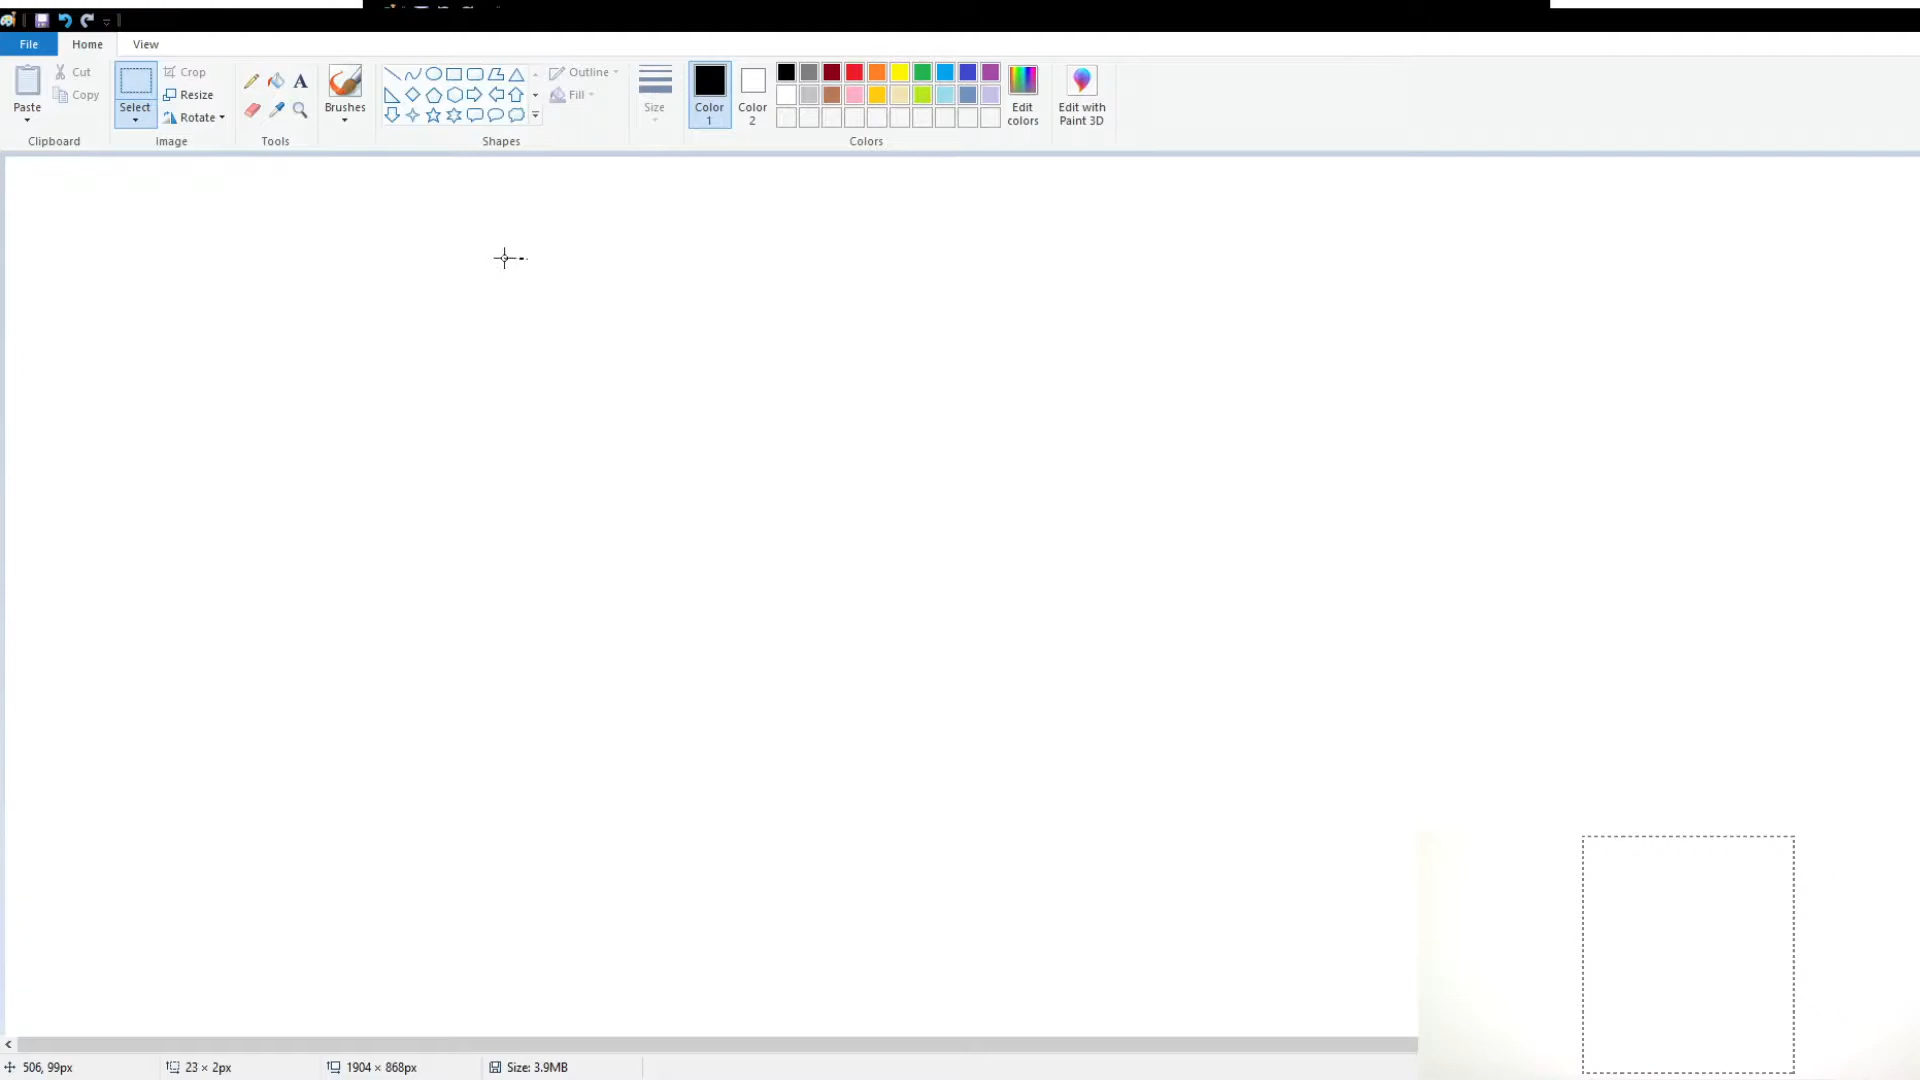 File Home View
Paste
Cut
Copy
Clipboard
Select
Crop
Resize
Rotate
Image
Tools
Brushes
Shapes
Outline
Fill
Size
Color
1
Color
2
Edit
colors
Colors
Edit with
Paint 3D
506, 99px 23 × 2px 1904 × 868px Size: 3.9MB